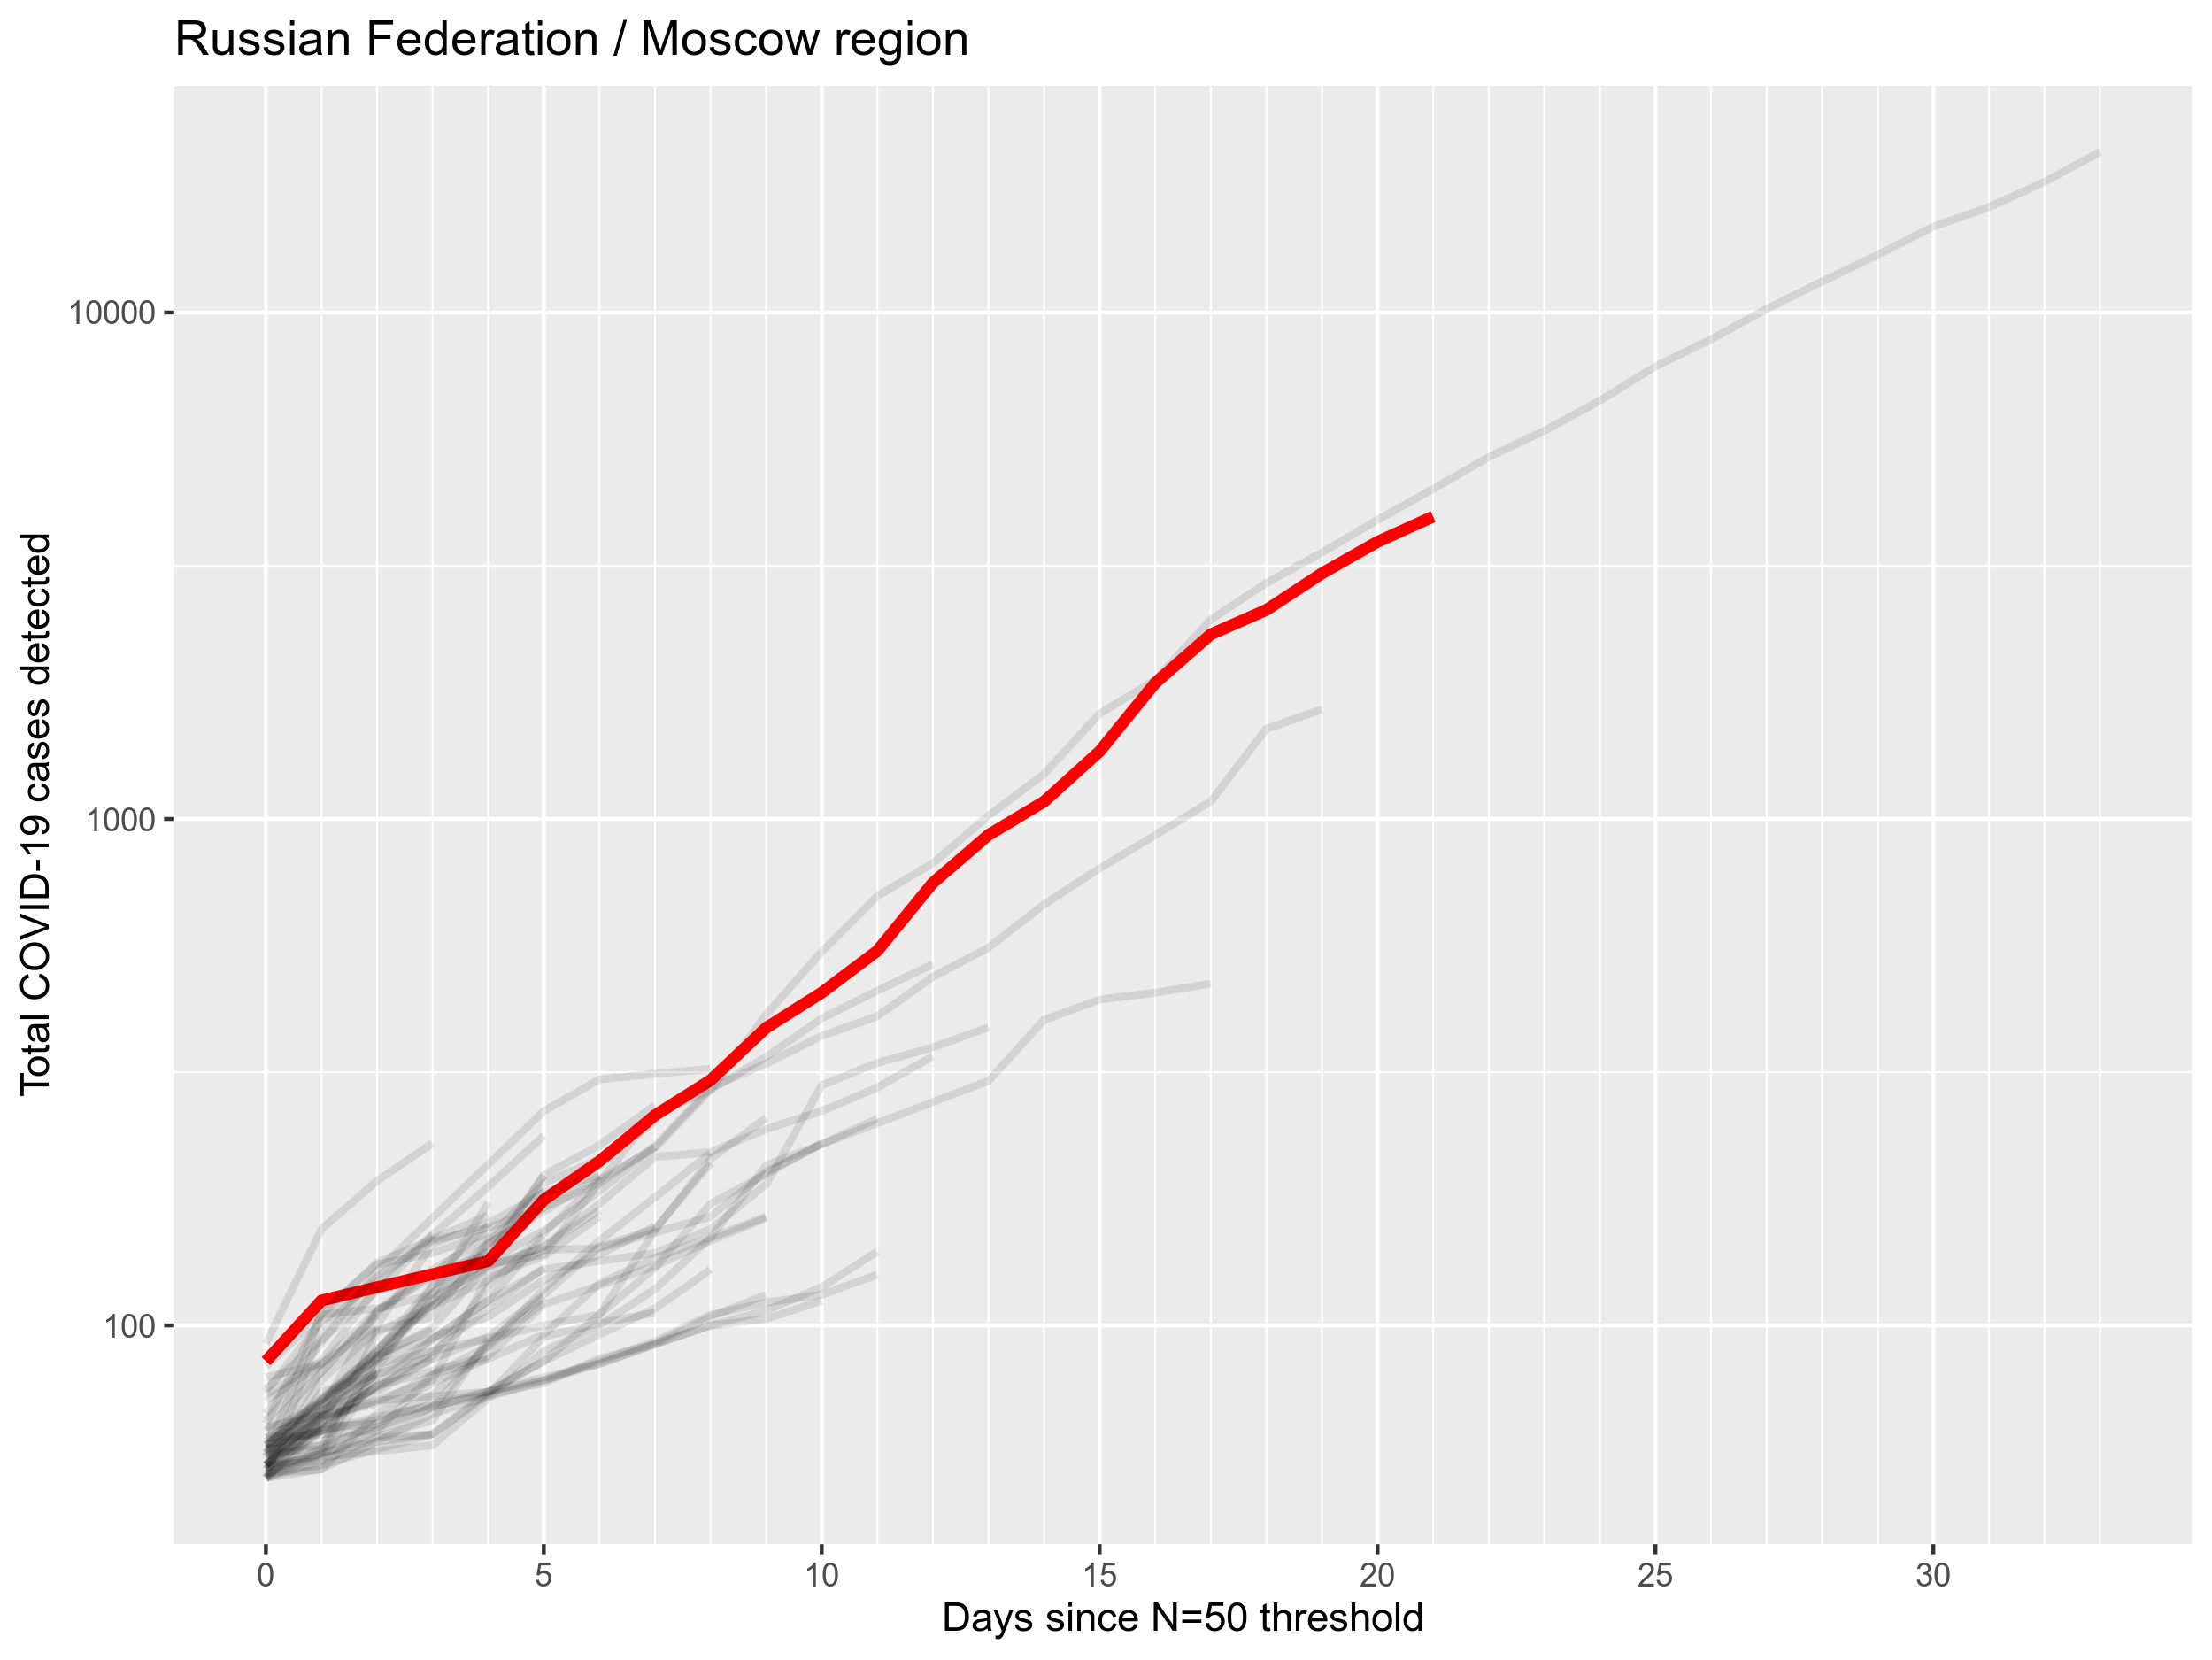 Russian Federation / Moscow region
Total COVID-19 cases detected
10000
1000
100
0 5 10 15 20 25 30
Days since N=50 threshold